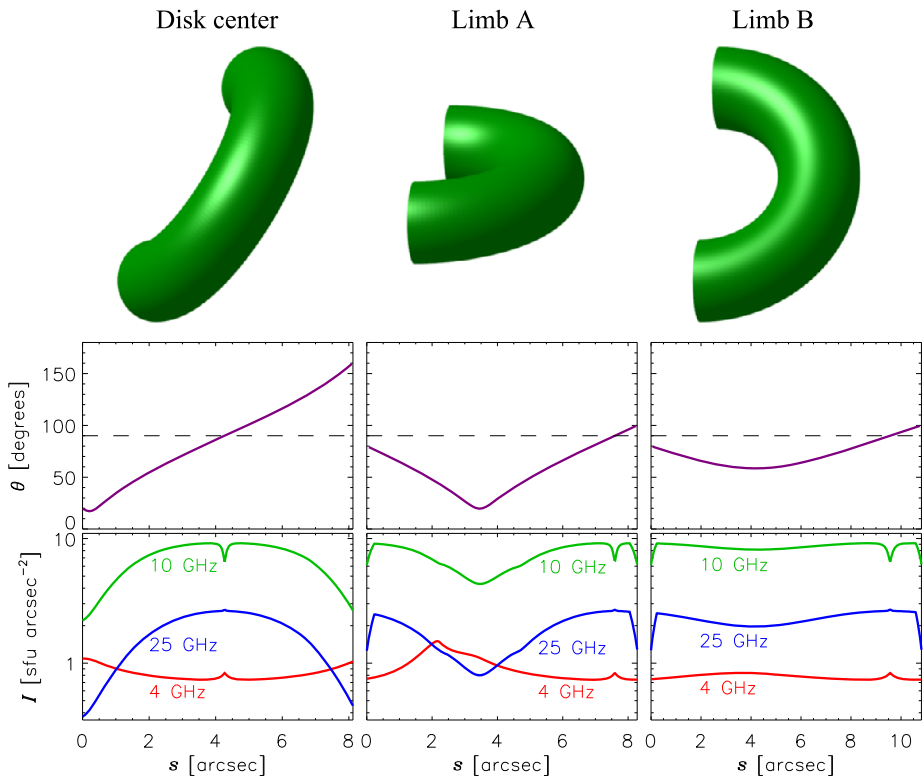 Disk center
Limb A
Limb B
θ [degrees]
150
100
50
0
I [sfu arcsec⁻²]
10
1
10 GHz
25 GHz
4 GHz
10 GHz
25 GHz
4 GHz
10 GHz
25 GHz
4 GHz
0 2 4 6 8
0 2 4 6 8
0 2 4 6 8 10
s [arcsec]
s [arcsec]
s [arcsec]